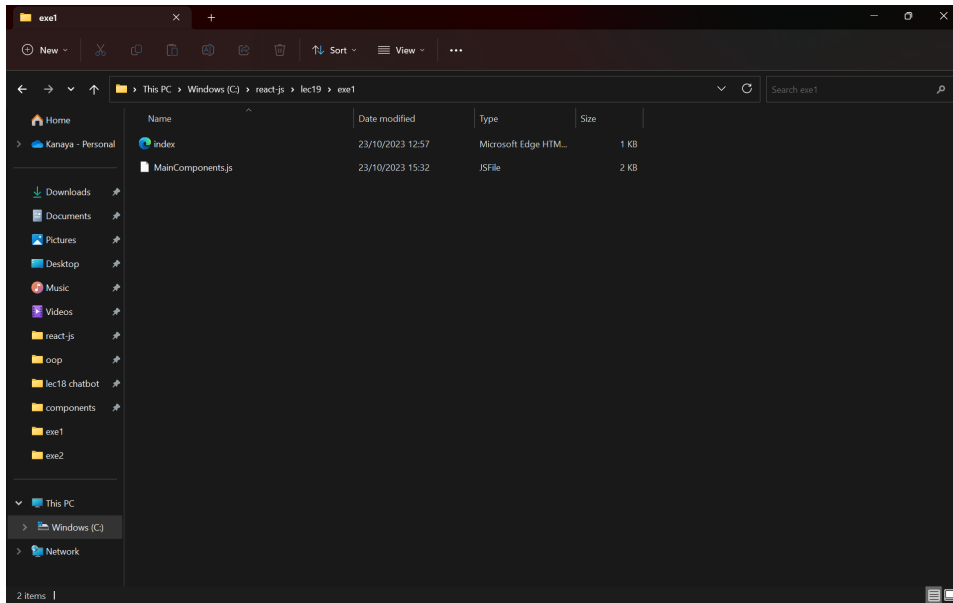 exe1
New
Sort
View
This PC > Windows (C:) > react-js > lec19 > exe1
Search exe1
Home
Kanaya - Personal
Downloads
Documents
Pictures
Desktop
Music
Videos
react-js
oop
lec18 chatbot
components
exe1
exe2
This PC
Windows (C:)
Network
Name Date modified Type Size
index 23/10/2023 12:57 Microsoft Edge HTM... 1 KB
MainComponents.js 23/10/2023 15:32 JSFile 2 KB
2 items